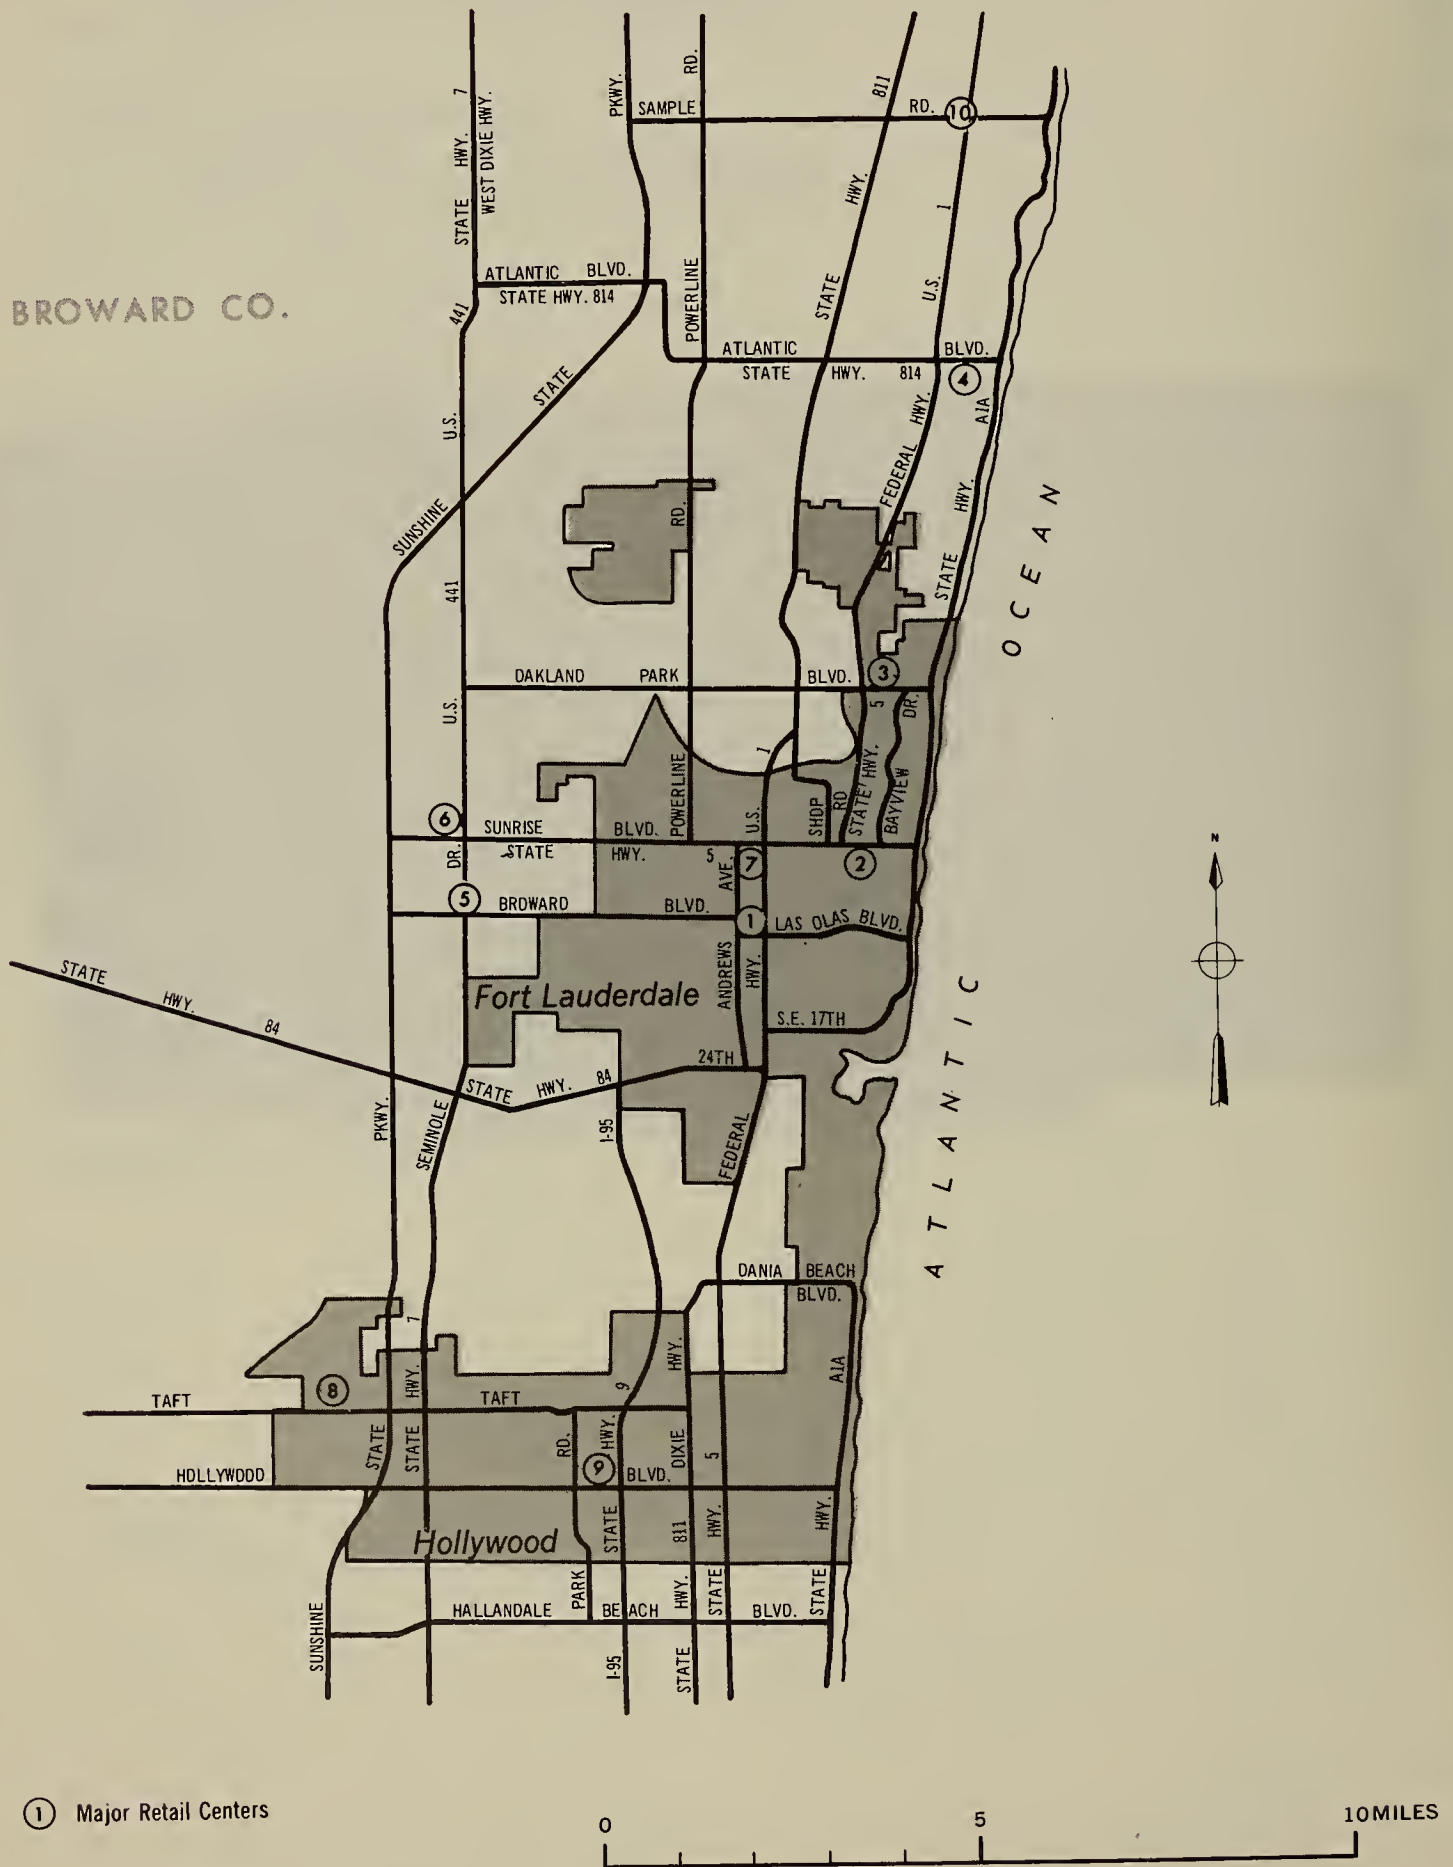 BROWARD CO.
STATE HWY. 7
WEST DIXIE HWY.
PKWY.
RD.
SAMPLE RD.
10
811
HWY.
STATE
1
U.S.
ATLANTIC BLVD.
STATE HWY. 814
441
POWERLINE
ATLANTIC BLVD.
STATE HWY. 814
4
STATE
U.S.
HWY.
FEDERAL
A1A
HWY.
STATE
SUNSHINE
RD.
441
OCEAN
OAKLAND PARK BLVD.
3
U.S.
5
DR.
1
STATE HWY.
BAYVIEW
POWERLINE
U.S.
SHOP RD
6
SUNRISE BLVD.
STATE HWY. 5
7
2
DR.
AVE.
5
BROWARD BLVD.
1
LAS OLAS BLVD.
ANDREWS
HWY.
STATE HWY. 84
Fort Lauderdale
S.E. 17TH
24TH
STATE HWY. 84
ATLANTIC
N
PKWY.
SEMINOLE
I-95
FEDERAL
DANIA BEACH
BLVD.
7
HWY.
HWY.
A1A
8
TAFT TAFT
9
STATE
STATE
RD.
HWY.
DIXIE
5
9
HOLLYWOOD BLVD.
Hollywood
STATE
811
HWY.
HWY.
PARK
HWY.
STATE
STATE
HALLANDALE BEACH BLVD.
SUNSHINE
I-95
STATE
1 Major Retail Centers
0 5 10 MILES